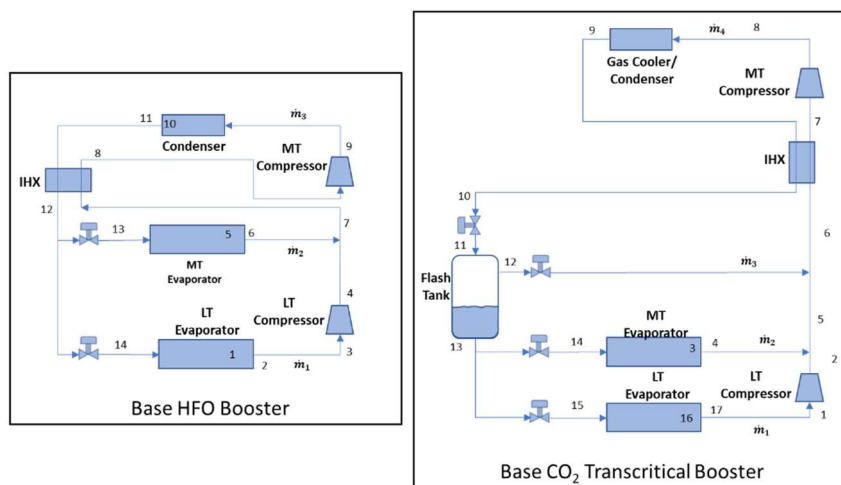 11
10
ṁ₃
Condenser
MT
Compressor
9
8
IHX
12
7
13
5
6
ṁ₂
MT
Evaporator
4
LT
Evaporator
LT
Compressor
14
1
2
ṁ₁
3
Base HFO Booster
9
ṁ₄
8
Gas Cooler/
Condenser
MT
Compressor
7
IHX
10
6
11
12
ṁ₃
Flash
Tank
5
13
MT
Evaporator
14
3
4
ṁ₂
2
LT
Evaporator
LT
Compressor
15
16
17
ṁ₁
1
Base CO₂ Transcritical Booster